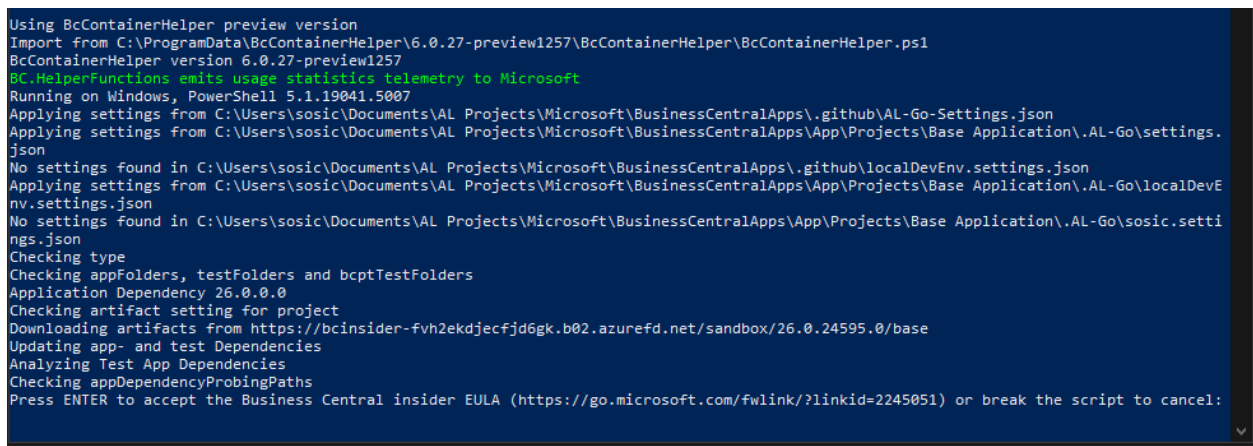 Using BcContainerHelper preview version
Import from C:\ProgramData\BcContainerHelper\6.0.27-preview1257\BcContainerHelper\BcContainerHelper.ps1
BcContainerHelper version 6.0.27-preview1257
BC.HelperFunctions emits usage statistics telemetry to Microsoft
Running on Windows, PowerShell 5.1.19041.5007
Applying settings from C:\Users\sosic\Documents\AL Projects\Microsoft\BusinessCentralApps\.github\AL-Go-Settings.json
Applying settings from C:\Users\sosic\Documents\AL Projects\Microsoft\BusinessCentralApps\App\Projects\Base Application\.AL-Go\settings.
json
No settings found in C:\Users\sosic\Documents\AL Projects\Microsoft\BusinessCentralApps\.github\localDevEnv.settings.json
Applying settings from C:\Users\sosic\Documents\AL Projects\Microsoft\BusinessCentralApps\App\Projects\Base Application\.AL-Go\localDevE
nv.settings.json
No settings found in C:\Users\sosic\Documents\AL Projects\Microsoft\BusinessCentralApps\App\Projects\Base Application\.AL-Go\sosic.setti
ngs.json
Checking type
Checking appFolders, testFolders and bcptTestFolders
Application Dependency 26.0.0.0
Checking artifact setting for project
Downloading artifacts from https://bcinsider-fvh2ekdjecfjd6gk.b02.azurefd.net/sandbox/26.0.24595.0/base
Updating app- and test Dependencies
Analyzing Test App Dependencies
Checking appDependencyProbingPaths
Press ENTER to accept the Business Central insider EULA (https://go.microsoft.com/fwlink/?linkid=2245051) or break the script to cancel: